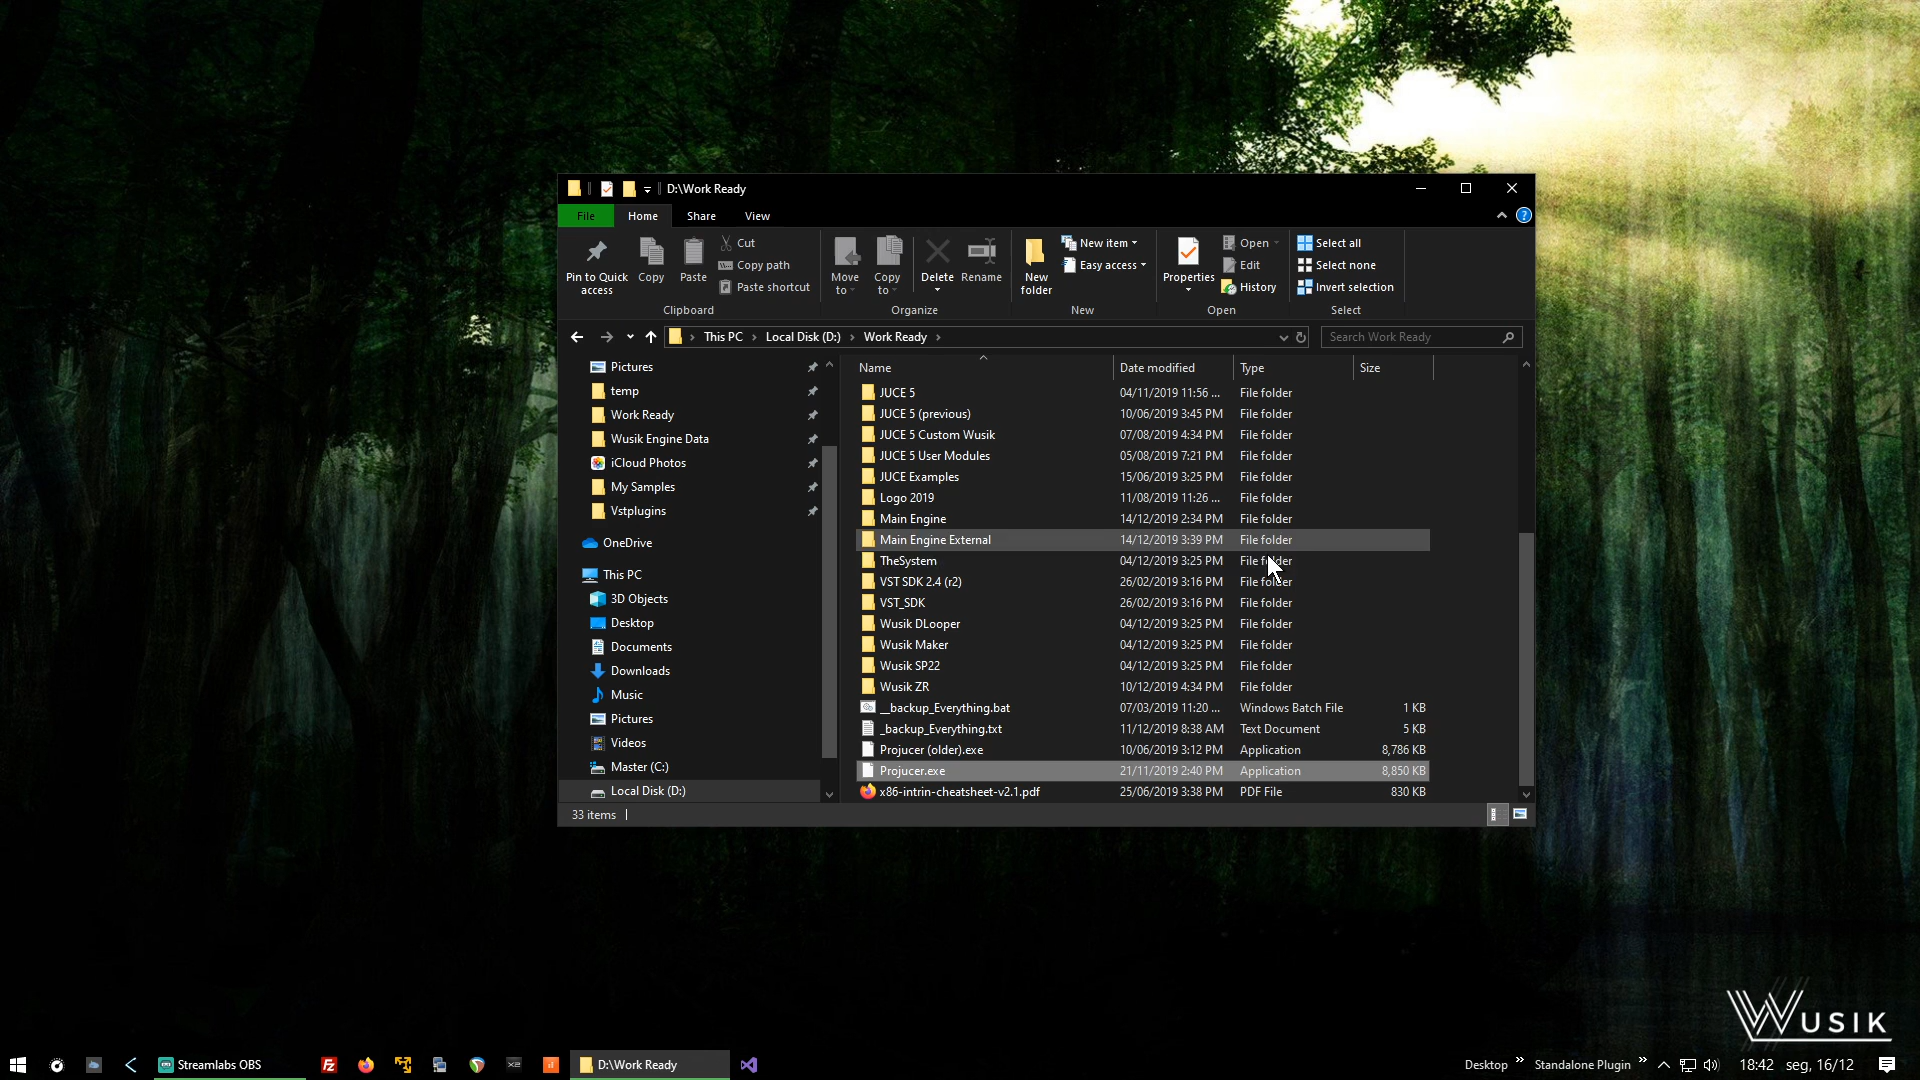 D:\Work Ready
File
Home
Share
View
Pin to Quick access
Copy
Paste
Cut
Copy path
Paste shortcut
Clipboard
Move to
Copy to
Delete
Rename
Organize
New folder
New item
Easy access
New
Properties
Open
Edit
History
Open
Select all
Select none
Invert selection
Select
This PC
Local Disk (D:)
Work Ready
Search Work Ready
Pictures
temp
Work Ready
Wusik Engine Data
iCloud Photos
My Samples
Vstplugins
OneDrive
This PC
3D Objects
Desktop
Documents
Downloads
Music
Pictures
Videos
Master (C:)
Local Disk (D:)
Name Date modified Type Size
JUCE 5 04/11/2019 11:56 ... File folder
JUCE 5 (previous) 10/06/2019 3:45 PM File folder
JUCE 5 Custom Wusik 07/08/2019 4:34 PM File folder
JUCE 5 User Modules 05/08/2019 7:21 PM File folder
JUCE Examples 15/06/2019 3:25 PM File folder
Logo 2019 11/08/2019 11:26 ... File folder
Main Engine 14/12/2019 2:34 PM File folder
Main Engine External 14/12/2019 3:39 PM File folder
TheSystem 04/12/2019 3:25 PM File folder
VST SDK 2.4 (r2) 26/02/2019 3:16 PM File folder
VST_SDK 26/02/2019 3:16 PM File folder
Wusik DLooper 04/12/2019 3:25 PM File folder
Wusik Maker 04/12/2019 3:25 PM File folder
Wusik SP22 04/12/2019 3:25 PM File folder
Wusik ZR 10/12/2019 4:34 PM File folder
__backup_Everything.bat 07/03/2019 11:20 ... Windows Batch File 1 KB
_backup_Everything.txt 11/12/2019 8:38 AM Text Document 5 KB
Projucer (older).exe 10/06/2019 3:12 PM Application 8,786 KB
Projucer.exe 21/11/2019 2:40 PM Application 8,850 KB
x86-intrin-cheatsheet-v2.1.pdf 25/06/2019 3:38 PM PDF File 830 KB
33 items
WUSIK
Streamlabs OBS
D:\Work Ready
Desktop
Standalone Plugin
18:42
seg, 16/12